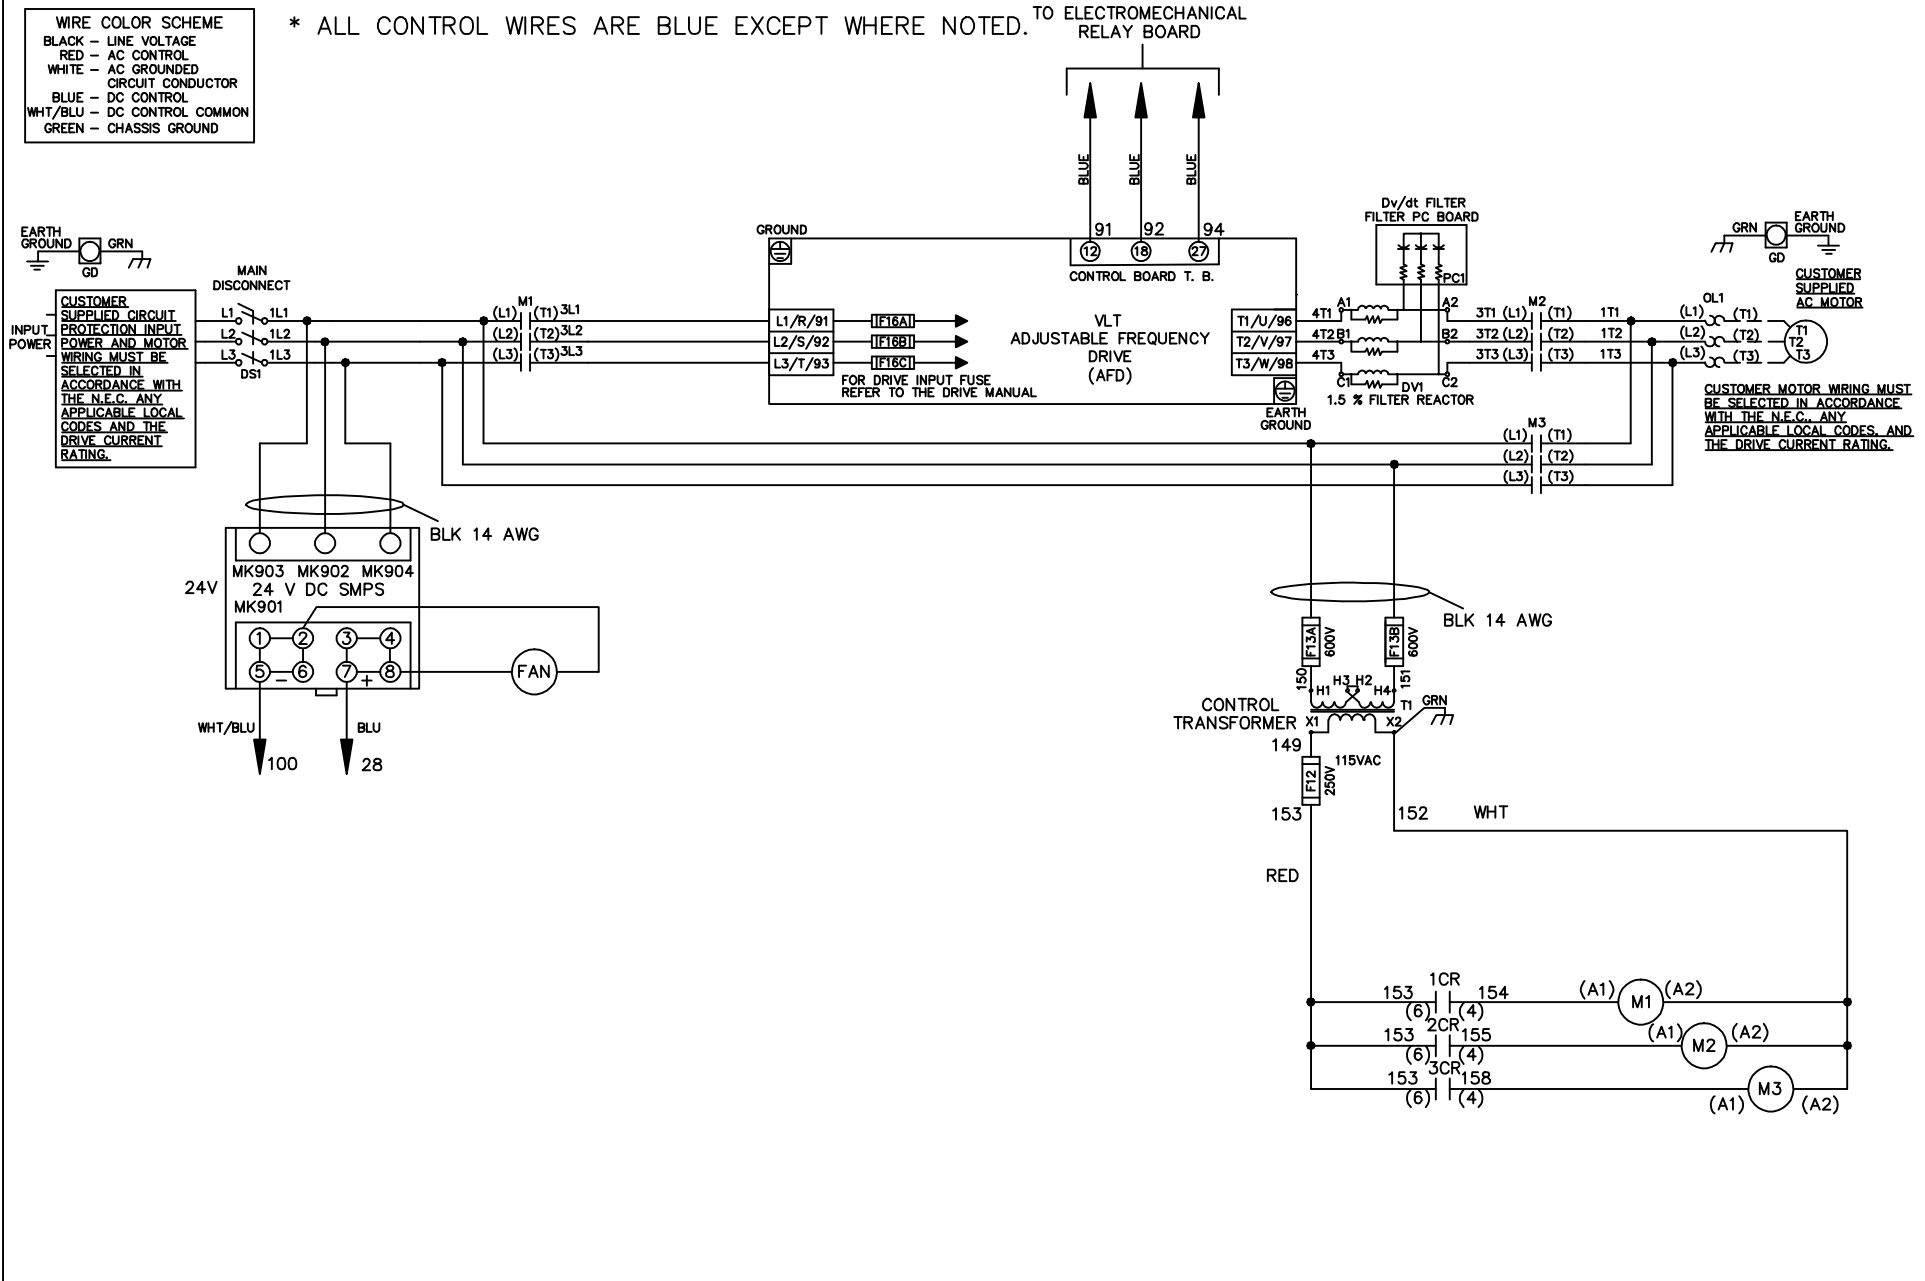 WIRE COLOR SCHEME
BLACK – LINE VOLTAGE
RED – AC CONTROL
WHITE – AC GROUNDED
CIRCUIT CONDUCTOR
BLUE – DC CONTROL
WHT/BLU – DC CONTROL COMMON
GREEN – CHASSIS GROUND
* ALL CONTROL WIRES ARE BLUE EXCEPT WHERE NOTED.
TO ELECTROMECHANICAL
RELAY BOARD
BLUE
BLUE
BLUE
91 92 94
12 18 27
CONTROL BOARD T. B.
EARTH
GROUND
GRN
GD
MAIN
DISCONNECT
L1 1L1
L2 1L2
L3 1L3
DS1
INPUT
POWER
CUSTOMER
SUPPLIED CIRCUIT
PROTECTION INPUT
POWER AND MOTOR
WIRING MUST BE
SELECTED IN
ACCORDANCE WITH
THE N.E.C. ANY
APPLICABLE LOCAL
CODES AND THE
DRIVE CURRENT
RATING.
M1
(L1) (T1) 3L1
(L2) (T2) 3L2
(L3) (T3) 3L3
GROUND
L1/R/91
L2/S/92
L3/T/93
F16A
F16B
F16C
FOR DRIVE INPUT FUSE
REFER TO THE DRIVE MANUAL
VLT
ADJUSTABLE FREQUENCY
DRIVE
(AFD)
T1/U/96
T2/V/97
T3/W/98
EARTH
GROUND
Dv/dt FILTER
FILTER PC BOARD
PC1
4T1 A1 A2
4T2 B1 B2
4T3
C1 C2
DV1
1.5 % FILTER REACTOR
M2
3T1 (L1) (T1) 1T1
3T2 (L2) (T2) 1T2
3T3 (L3) (T3) 1T3
OL1
(L1) (T1)
(L2) (T2)
(L3) (T3)
T1
T2
T3
GRN
EARTH
GROUND
GD
CUSTOMER
SUPPLIED
AC MOTOR
CUSTOMER MOTOR WIRING MUST
BE SELECTED IN ACCORDANCE
WITH THE N.E.C., ANY
APPLICABLE LOCAL CODES, AND
THE DRIVE CURRENT RATING.
M3
(L1) (T1)
(L2) (T2)
(L3) (T3)
BLK 14 AWG
MK903 MK902 MK904
24V
24 V DC SMPS
MK901
1 2 3 4
5 – 6 7 + 8
FAN
WHT/BLU
BLU
100
28
BLK 14 AWG
F13A
600V
F13B
600V
150
151
H1 H3 H2 H4
T1
GRN
CONTROL
TRANSFORMER
X1 X2
149
115VAC
F12
250V
153
152
WHT
RED
1CR
153 154
(6) (4)
(A1) M1 (A2)
2CR
153 155
(6) (4)
(A1) M2 (A2)
3CR
153 158
(6) (4)
(A1) M3 (A2)